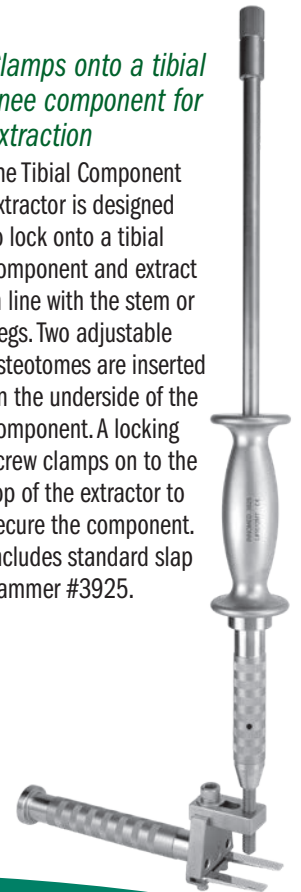 lamps onto a tibial
nee component for
xtraction
he Tibial Component
xtractor is designed
o lock onto a tibial
omponent and extract
n line with the stem or
egs. Two adjustable
steotomes are inserted
n the underside of the
omponent. A locking
crew clamps on to the
op of the extractor to
ecure the component.
ncludes standard slap
ammer #3925.